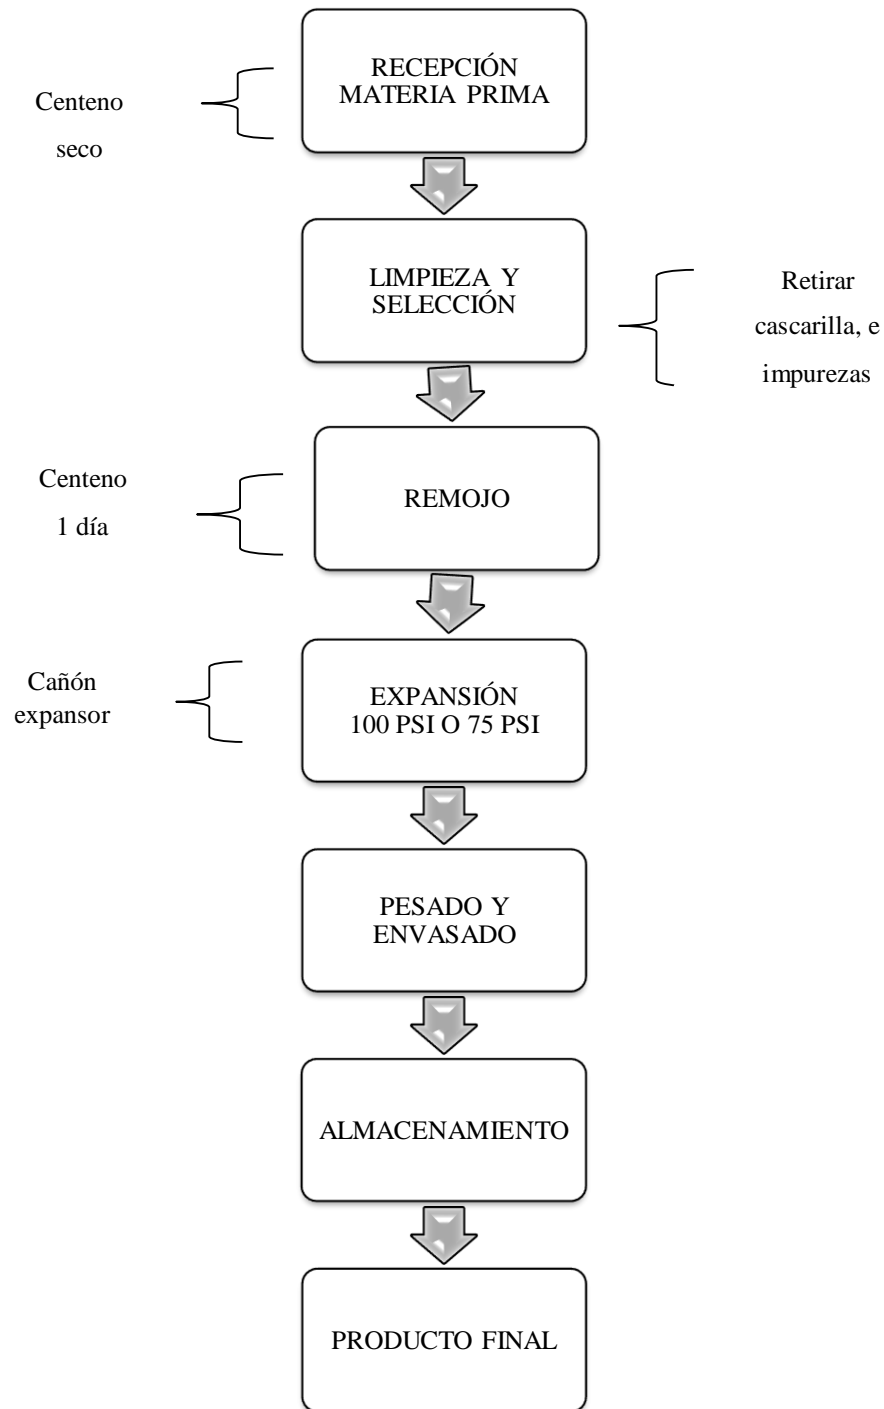 RECEPCIÓN
MATERIA PRIMA
Centeno
seco
LIMPIEZA Y
SELECCIÓN
Retirar
cascarilla, e
impurezas
REMOJO
Centeno
1 día
EXPANSIÓN
100 PSI O 75 PSI
Cañón
expansor
PESADO Y
ENVASADO
ALMACENAMIENTO
PRODUCTO FINAL